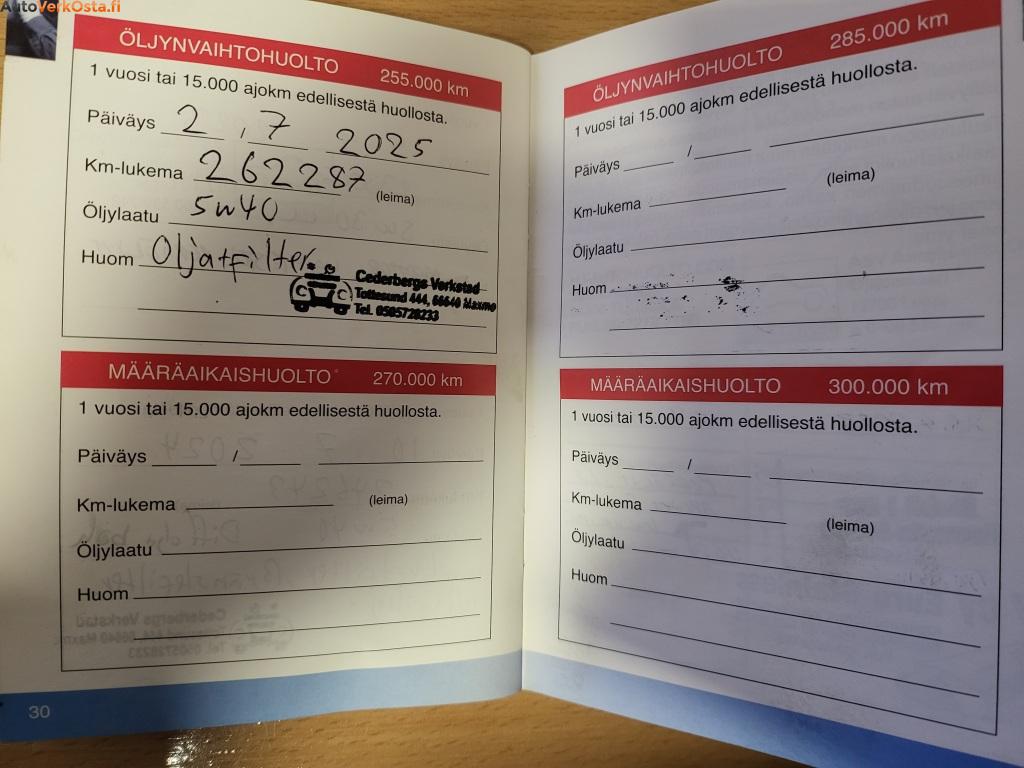 AutoVerkOsta.fi
ÖLJYNVAIHTOHUOLTO 255.000 km
1 vuosi tai 15.000 ajokm edellisestä huollosta.
Päiväys 2 , 7 2025
Km-lukema 262287 (leima)
Öljylaatu 5w40
Huom Oljatfilter.
Cederbergs Verkstad
Tottesund 444, 66640 Maxmo
Tel. 0505728233
MÄÄRÄAIKAISHUOLTO 270.000 km
1 vuosi tai 15.000 ajokm edellisestä huollosta.
Päiväys /
Km-lukema (leima)
Öljylaatu
Huom
30
ÖLJYNVAIHTOHUOLTO 285.000 km
1 vuosi tai 15.000 ajokm edellisestä huollosta.
Päiväys /
Km-lukema (leima)
Öljylaatu
Huom
MÄÄRÄAIKAISHUOLTO 300.000 km
1 vuosi tai 15.000 ajokm edellisestä huollosta.
Päiväys /
Km-lukema (leima)
Öljylaatu
Huom